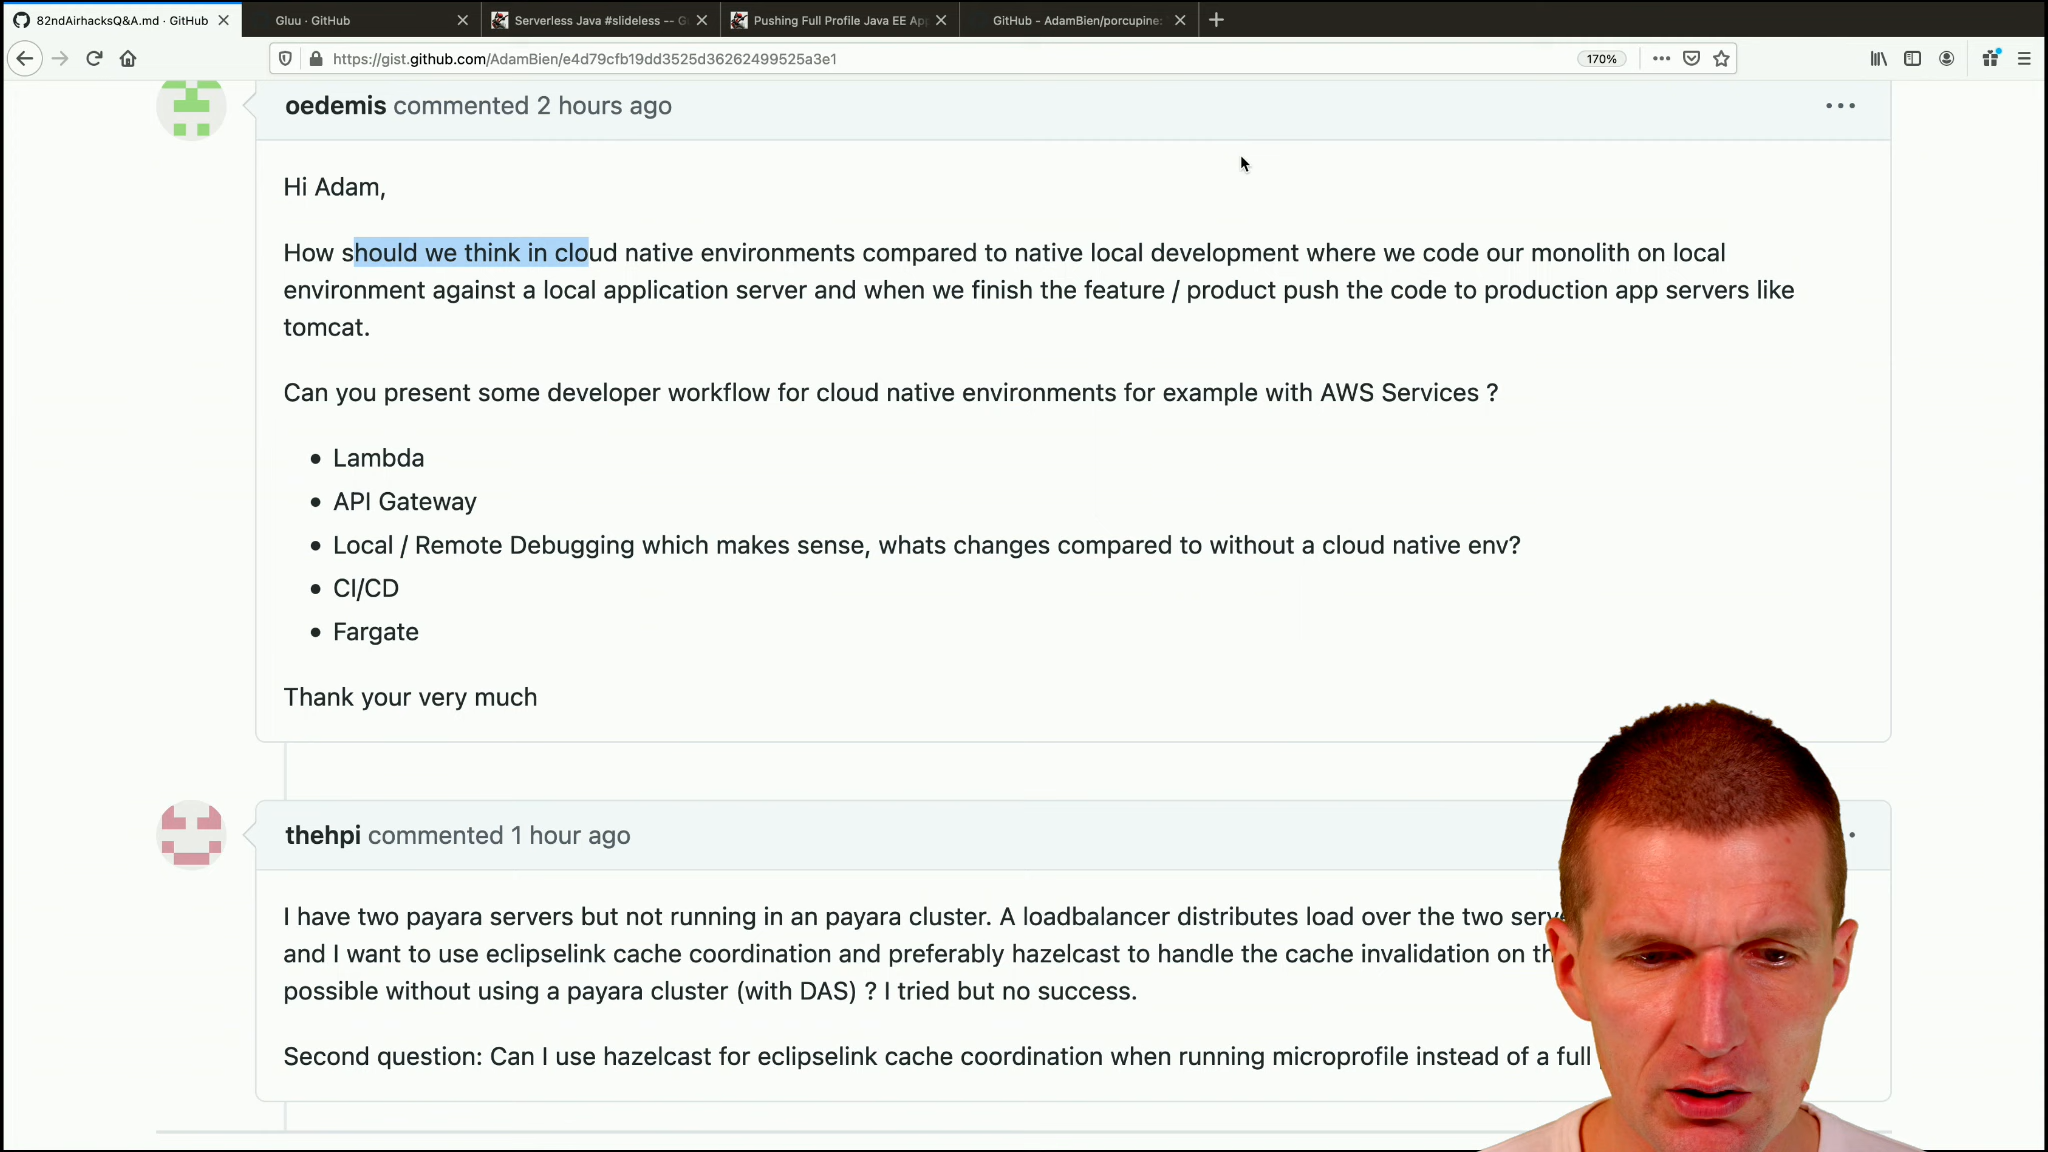 82ndAirhacksQ&A.md · GitHub
Gluu · GitHub
Serverless Java #slideless -- G
Pushing Full Profile Java EE Ap
GitHub - AdamBien/porcupine:
https://gist.github.com/AdamBien/e4d79cfb19dd3525d36262499525a3e1
170%
oedemis commented 2 hours ago
Hi Adam,
How should we think in cloud native environments compared to native local development where we code our monolith on local
environment against a local application server and when we finish the feature / product push the code to production app servers like
tomcat.
Can you present some developer workflow for cloud native environments for example with AWS Services ?
• Lambda
• API Gateway
• Local / Remote Debugging which makes sense, whats changes compared to without a cloud native env?
• CI/CD
• Fargate
Thank your very much
thehpi commented 1 hour ago
I have two payara servers but not running in an payara cluster. A loadbalancer distributes load over the two serve
and I want to use eclipselink cache coordination and preferably hazelcast to handle the cache invalidation on th
possible without using a payara cluster (with DAS) ? I tried but no success.
Second question: Can I use hazelcast for eclipselink cache coordination when running microprofile instead of a full